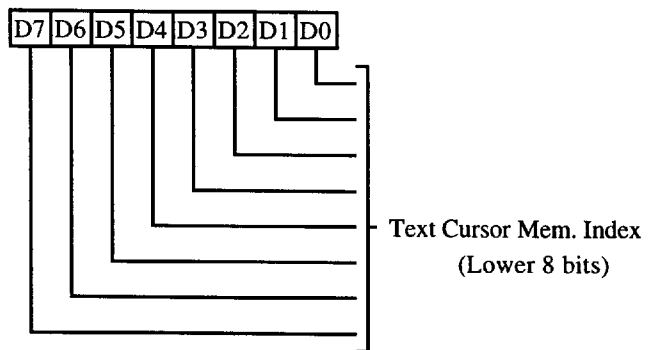 D7 D6 D5 D4 D3 D2 D1 D0
Text Cursor Mem. Index
(Lower 8 bits)